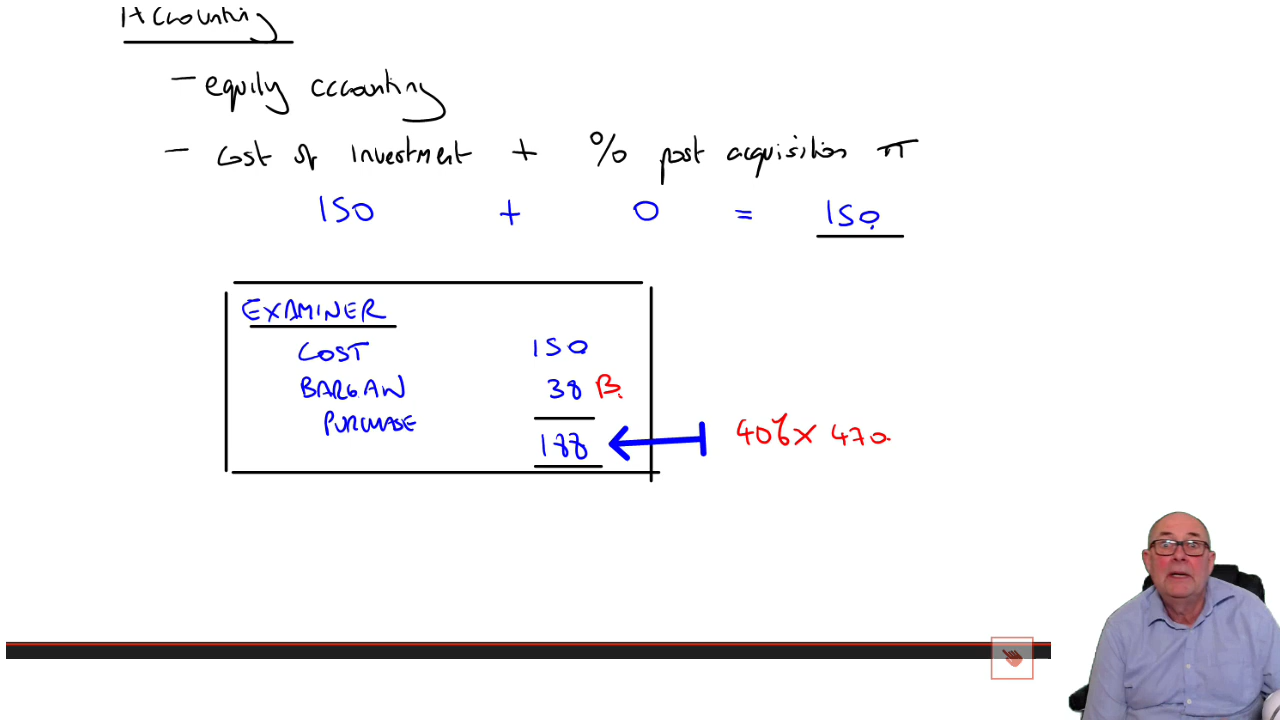 Accounting
- equity accounting
- cost of investment + % post acquisition π
150 + 0 = 150
EXAMINER
COST 150
BARGAIN 38 B.
PURCHASE
188
40% x 470